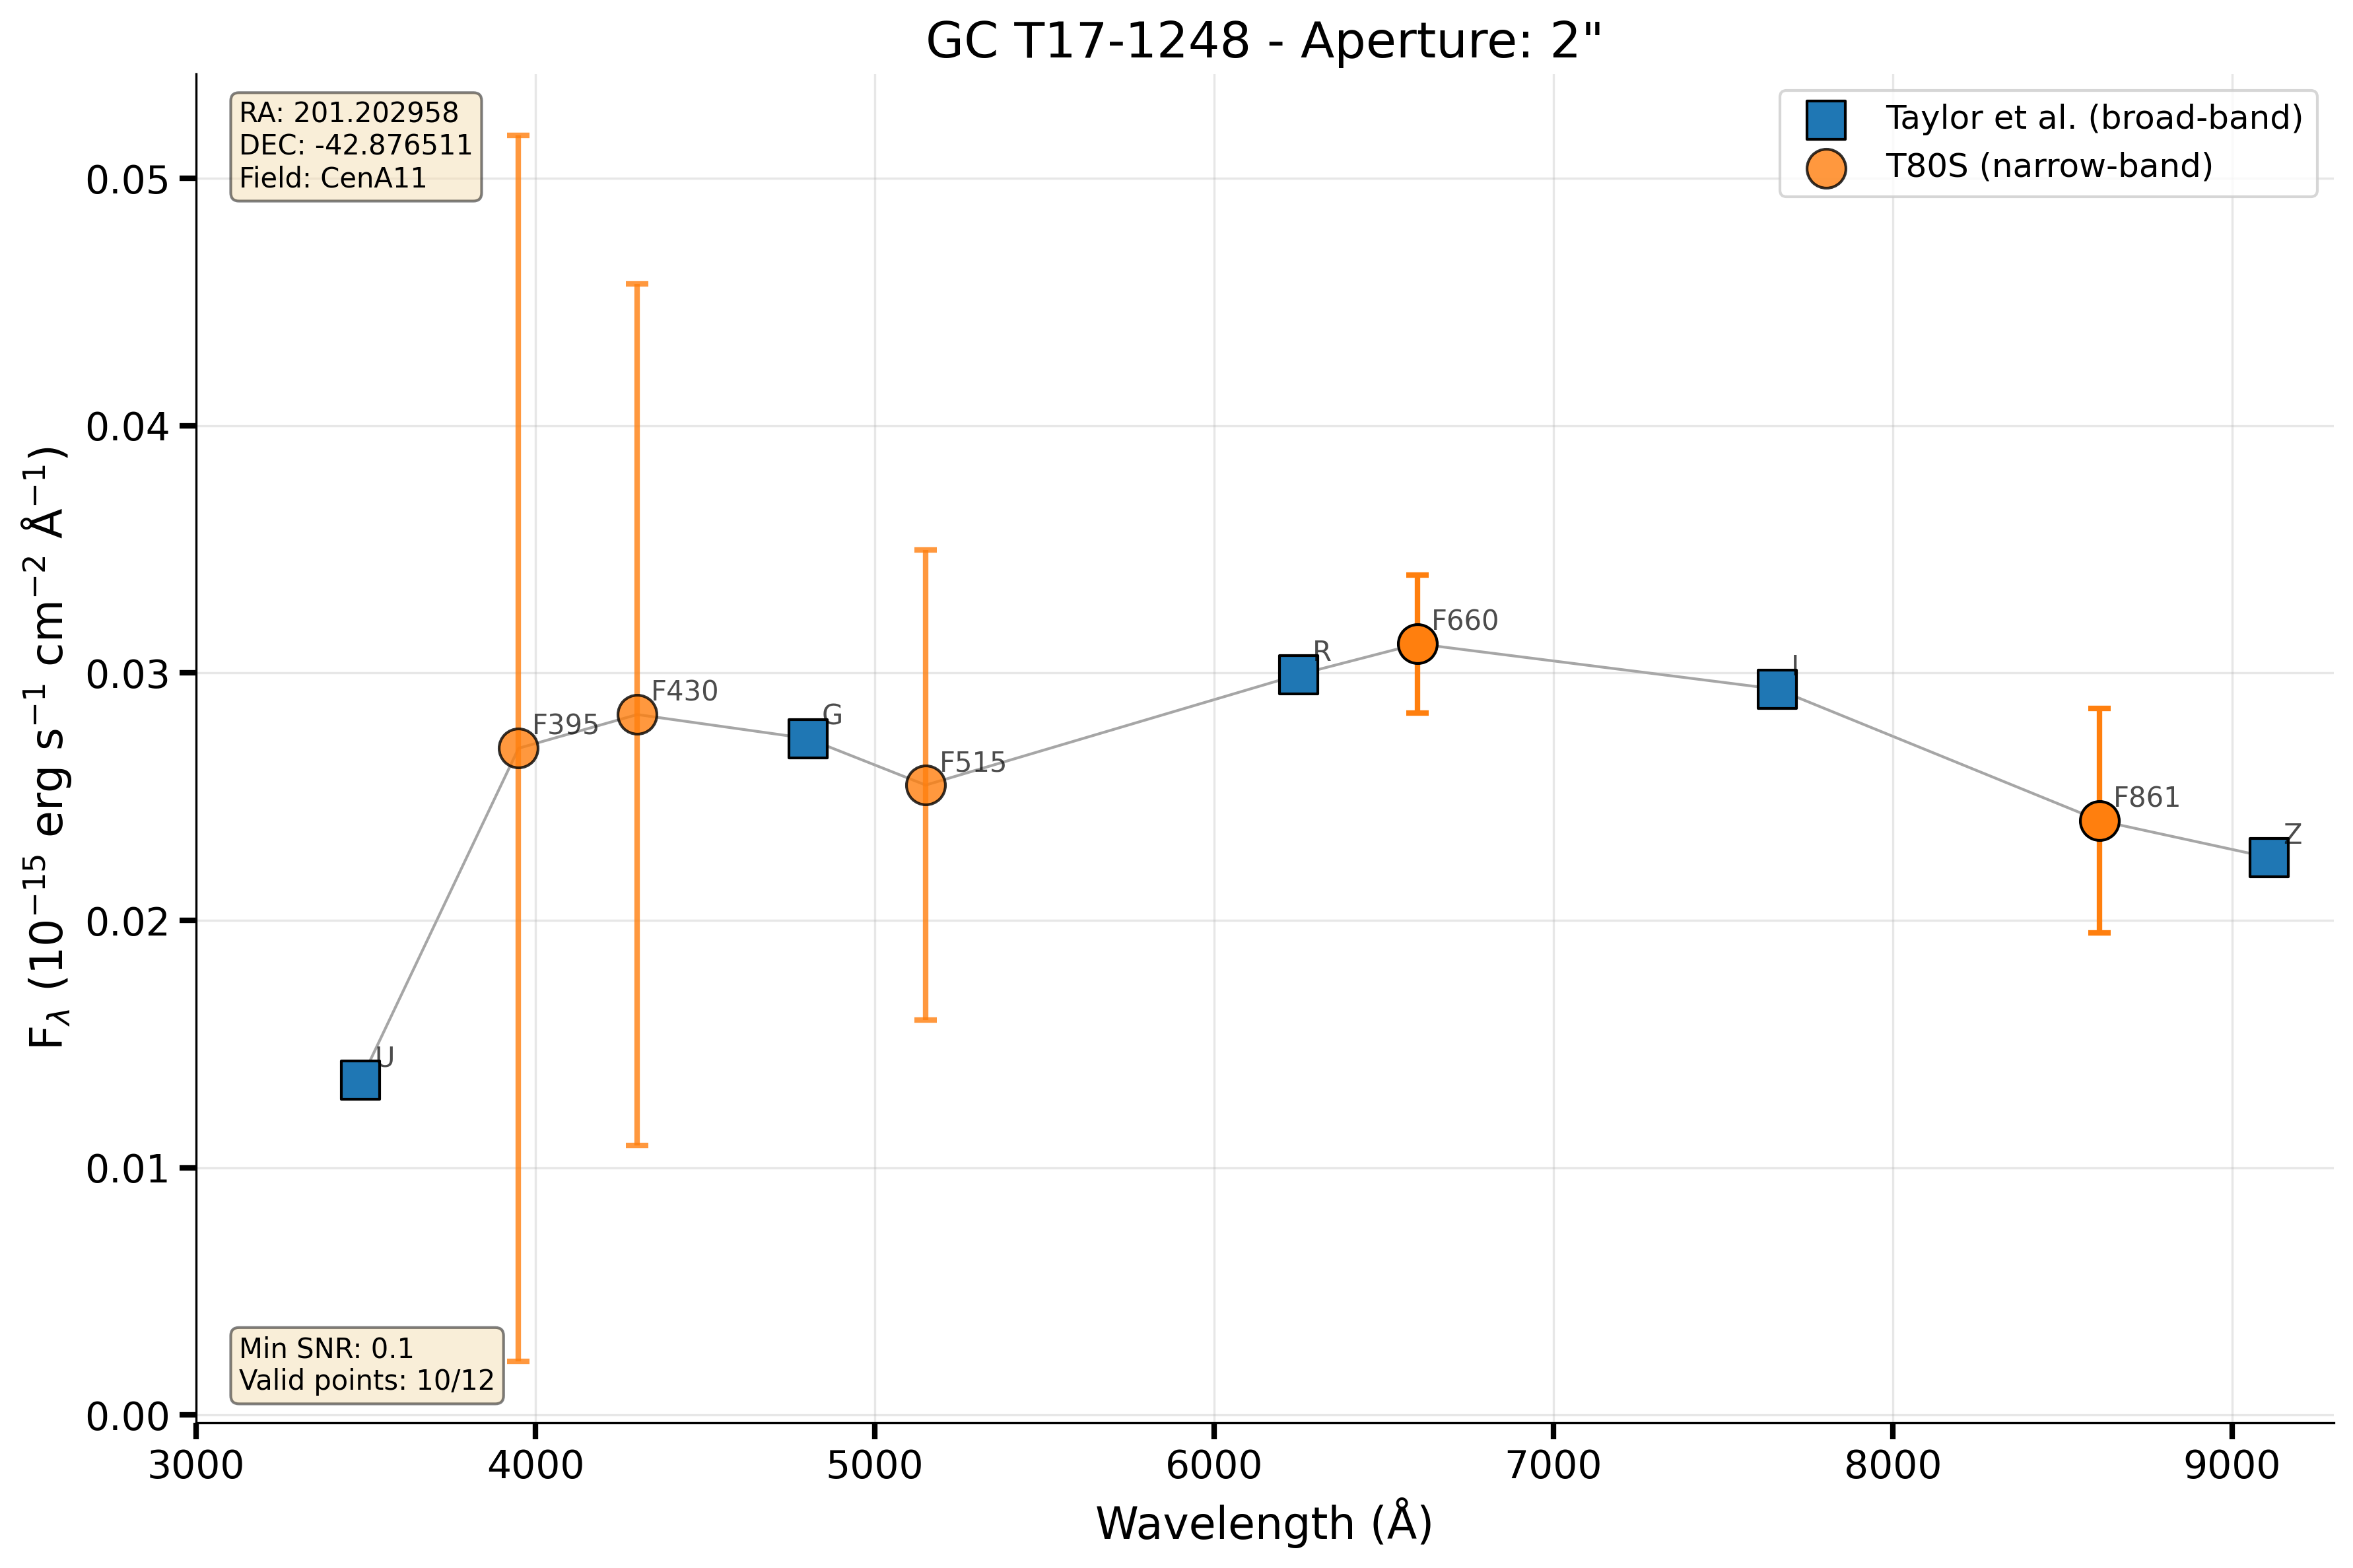 GC T17-1248 - Aperture: 2"
RA: 201.202958
DEC: -42.876511
Field: CenA11
Taylor et al. (broad-band)
T80S (narrow-band)
0.05
0.04
0.03
0.02
0.01
0.00
F_λ (10⁻¹⁵ erg s⁻¹ cm⁻² Å⁻¹)
U
F395
F430
G
F515
R
F660
I
F861
Z
Min SNR: 0.1
Valid points: 10/12
3000 4000 5000 6000 7000 8000 9000
Wavelength (Å)